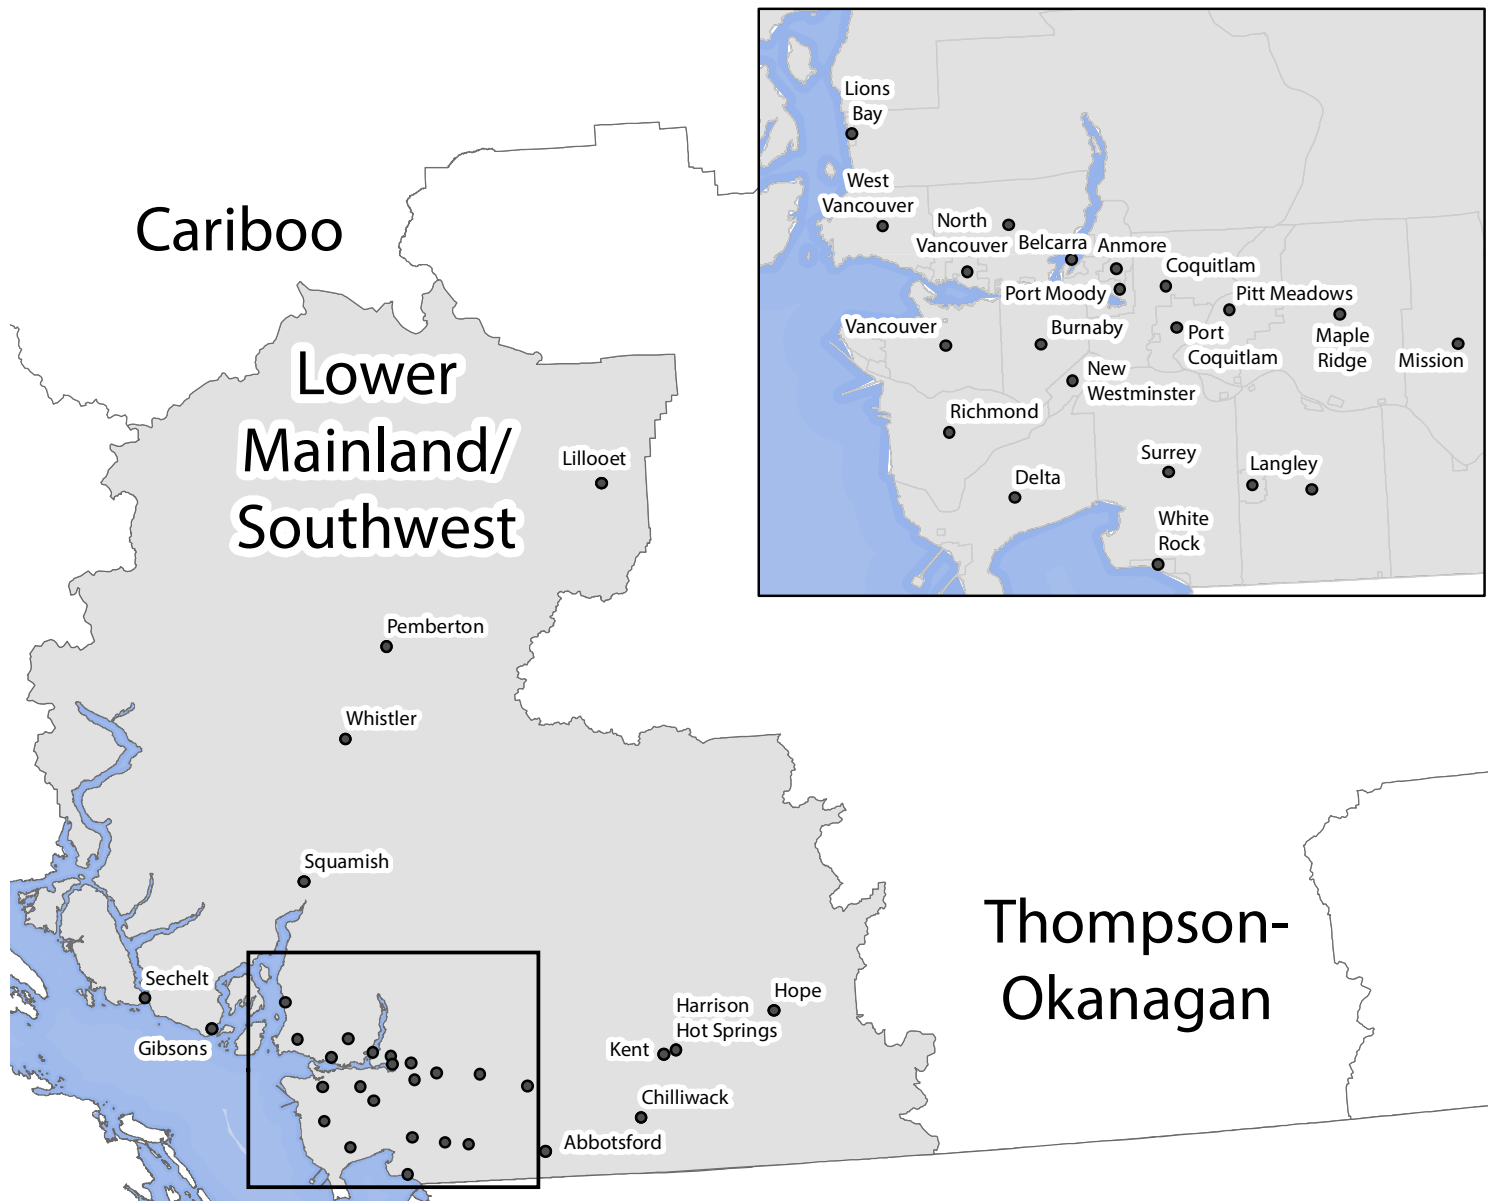 Cariboo
Lower
Mainland/
Southwest
Lillooet
Pemberton
Whistler
Squamish
Sechelt
Gibsons
Hope
Harrison
Hot Springs
Kent
Chilliwack
Abbotsford
Thompson-
Okanagan
Lions
Bay
West
Vancouver
North
Vancouver
Belcarra
Anmore
Coquitlam
Port Moody
Pitt Meadows
Vancouver
Burnaby
Port
Coquitlam
Maple
Ridge
Mission
New
Westminster
Richmond
Surrey
Langley
Delta
White
Rock